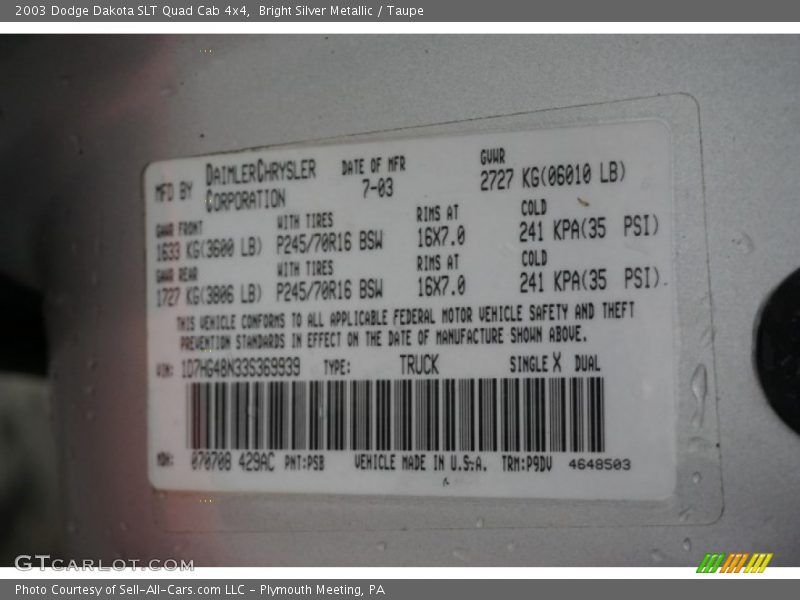 2003 Dodge Dakota SLT Quad Cab 4x4,  Bright Silver Metallic / Taupe
MFD BY DAIMLERCHRYSLER CORPORATION DATE OF MFR 7-03 GVWR 2727 KG(06010 LB)
GAWR FRONT WITH TIRES RIMS AT COLD
1633 KG(3600 LB) P245/70R16 BSW 16X7.0 241 KPA(35 PSI)
GAWR REAR WITH TIRES RIMS AT COLD
1727 KG(3806 LB) P245/70R16 BSW 16X7.0 241 KPA(35 PSI)
THIS VEHICLE CONFORMS TO ALL APPLICABLE FEDERAL MOTOR VEHICLE SAFETY AND THEFT
PREVENTION STANDARDS IN EFFECT ON THE DATE OF MANUFACTURE SHOWN ABOVE.
VIN: 1D7HG48N33S369939 TYPE: TRUCK SINGLE X DUAL
MDH: 070708 429AC PNT:PSB VEHICLE MADE IN U.S.A. TRM:P9DV 4648503
GTCARLOT.COM
Photo Courtesy of Sell-All-Cars.com LLC - Plymouth Meeting, PA